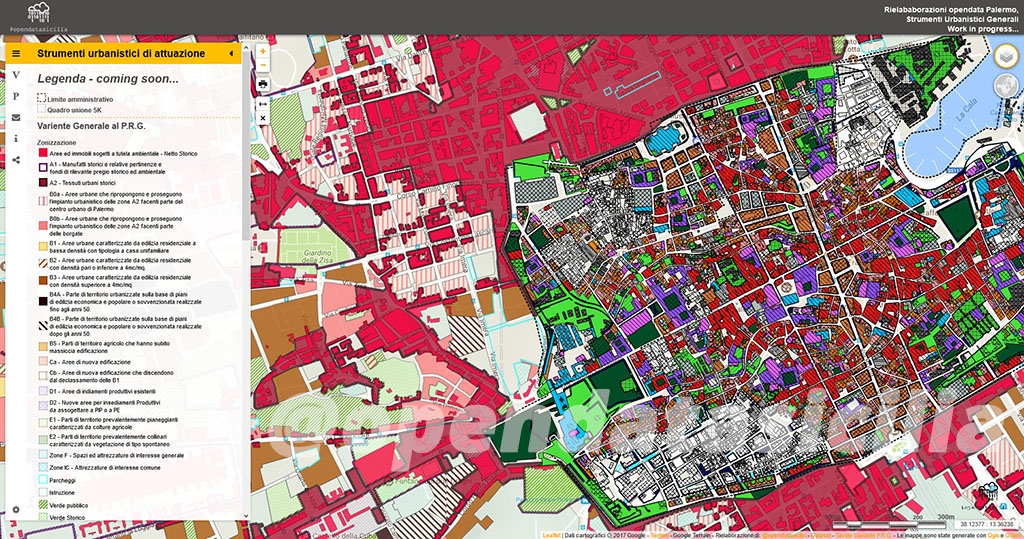 #opendatasicilia
Rielababorazioni opendata Palermo,
Strumenti Urbanistici Generali
Work in progress...
Strumenti urbanistici di attuazione
Legenda - coming soon...
Limite amministrativo
Quadro unione 5K
Variente Generale al P.R.G.
Zonizzazione
Aree ed immobili sogetti a tutela ambientale - Netto Storico
A1 - Manufatti storici e relative pertinenze e
fondi di rilevante pregio storico ed ambientale
A2 - Tessuti urbani storici
B0a - Aree urbane che ripropongono e proseguono
l'impianto urbanistico delle zone A2 facenti parte del
centro urbano di Palermo
B0b - Aree urbane che ripropongono e proseguono
l'impianto urbanistico delle zone A2 facenti parte
delle borgate
B1 - Aree urbane caratterizzate da edilizia residenziale a
bassa densità con tipologia a casa unifamiliare
B2 - Aree urbane caratterizzate da edilizia residenziale
con densità pari o inferiore a 4mc/mq.
B3 - Aree urbane caratterizzate da edilizia residenziale
con densità superiore a 4mc/mq.
B4A - Parte di territorio urbanizzate sulla base di piani
di edilizia economica e popolare o sovvenzionata realizzate
fino agli anni 50.
B4B - Parte di territorio urbanizzate sulla base di piani
di edilizia economica e popolare o sovvenzionata realizzate
dopo gli anni 50.
B5 - Parti di territorio agricolo che hanno subito
massiccia edificazione
Ca - Aree di nuova edificazione
Cb - Aree di nuova edificazione che discendono
dal declassamento delle B1
D1 - Aree di indiamenti produttivi esistenti
D2 - Nuove aree per insediamenti Produttivi
da assogettare a PIP o a PE
E1 - Parti di territorio prevalentemente pianeggianti
caratterizzati da colture agricole
E2 - Parti di territorio prevalentemente collinari
caratterizzati da vegetazione di tipo spontaneo
Zone F - Spazi ed attrezzature di interesse generale
Zone IC - Attrezzature di interesse comune
Parcheggi
Istruzione
Verde pubblico
Verde Storico
Giardino
della Zisa
La Cala
opendatasicilia
200
300m
38.12377 : 13.36238
Leaflet | Dati cartografici © 2017 Google - Termini - Google Terrain - Relaborazione di:
- Le mappe sono state generale con Qgis e